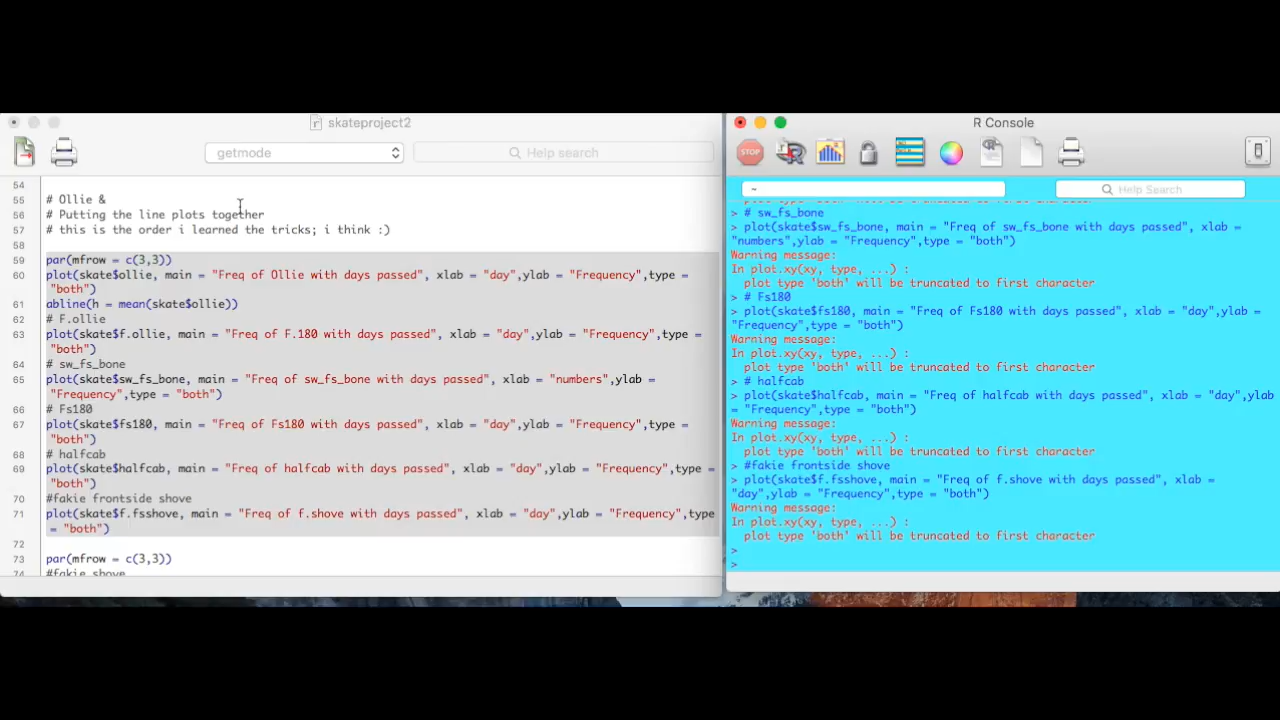 skateproject2
getmode
Help search
54
55 # Ollie &
56 # Putting the line plots together
57 # this is the order i learned the tricks; i think :)
58
59 par(mfrow = c(3,3))
60 plot(skate$ollie, main = "Freq of Ollie with days passed", xlab = "day",ylab = "Frequency",type =
"both")
61 abline(h = mean(skate$ollie))
62 # F.ollie
63 plot(skate$f.ollie, main = "Freq of F.180 with days passed", xlab = "day",ylab = "Frequency",type =
"both")
64 # sw_fs_bone
65 plot(skate$sw_fs_bone, main = "Freq of sw_fs_bone with days passed", xlab = "numbers",ylab =
"Frequency",type = "both")
66 # Fs180
67 plot(skate$fs180, main = "Freq of Fs180 with days passed", xlab = "day",ylab = "Frequency",type =
"both")
68 # halfcab
69 plot(skate$halfcab, main = "Freq of halfcab with days passed", xlab = "day",ylab = "Frequency",type =
"both")
70 #fakie frontside shove
71 plot(skate$f.fsshove, main = "Freq of f.shove with days passed", xlab = "day",ylab = "Frequency",type
= "both")
72
73 par(mfrow = c(3,3))
74 #fakie shove
R Console
STOP
~
Help Search
> # sw_fs_bone
> plot(skate$sw_fs_bone, main = "Freq of sw_fs_bone with days passed", xlab =
"numbers",ylab = "Frequency",type = "both")
Warning message:
In plot.xy(xy, type, ...) :
plot type 'both' will be truncated to first character
> # Fs180
> plot(skate$fs180, main = "Freq of Fs180 with days passed", xlab = "day",ylab =
"Frequency",type = "both")
Warning message:
In plot.xy(xy, type, ...) :
plot type 'both' will be truncated to first character
> # halfcab
> plot(skate$halfcab, main = "Freq of halfcab with days passed", xlab = "day",ylab
= "Frequency",type = "both")
Warning message:
In plot.xy(xy, type, ...) :
plot type 'both' will be truncated to first character
> #fakie frontside shove
> plot(skate$f.fsshove, main = "Freq of f.shove with days passed", xlab =
"day",ylab = "Frequency",type = "both")
Warning message:
In plot.xy(xy, type, ...) :
plot type 'both' will be truncated to first character
>
>